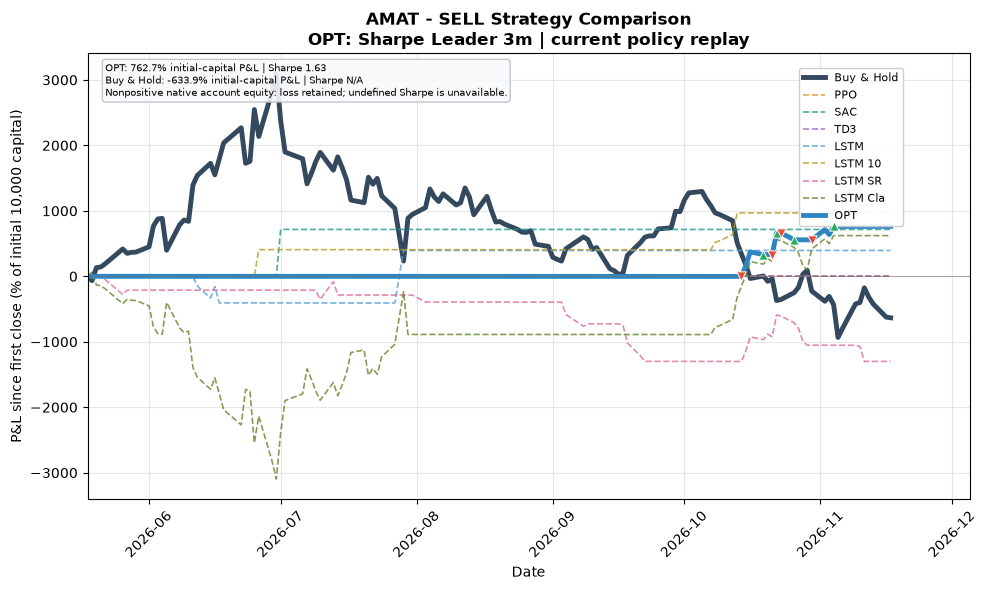 AMAT - SELL Strategy Comparison
OPT: Sharpe Leader 3m | current policy replay
OPT: 762.7% initial-capital P&L | Sharpe 1.63
Buy & Hold: -633.9% initial-capital P&L | Sharpe N/A
Nonpositive native account equity: loss retained; undefined Sharpe is unavailable.
Buy & Hold
PPO
SAC
TD3
LSTM
LSTM 10
LSTM SR
LSTM Cla
OPT
P&L since first close (% of initial 10,000 capital)
3000
2000
1000
0
−1000
−2000
−3000
2026-06
2026-07
2026-08
2026-09
2026-10
2026-11
2026-12
Date